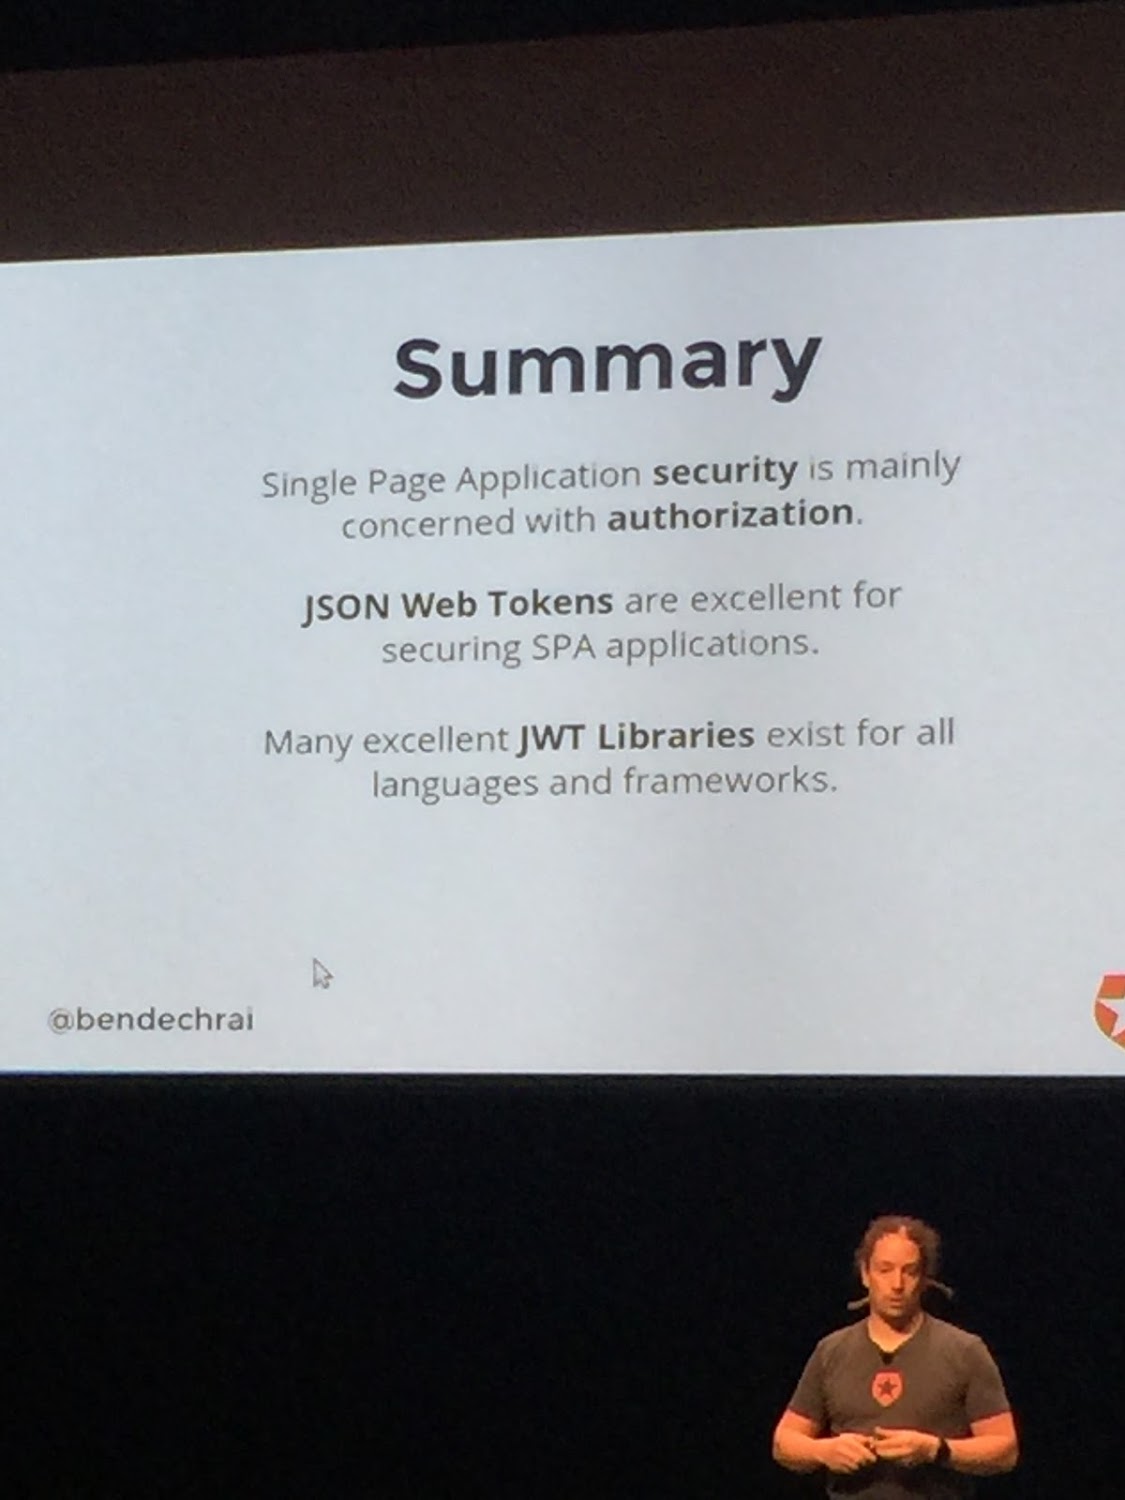 Summary
Single Page Application security is mainly
concerned with authorization.
JSON Web Tokens are excellent for
securing SPA applications.
Many excellent JWT Libraries exist for all
languages and frameworks.
@bendechrai